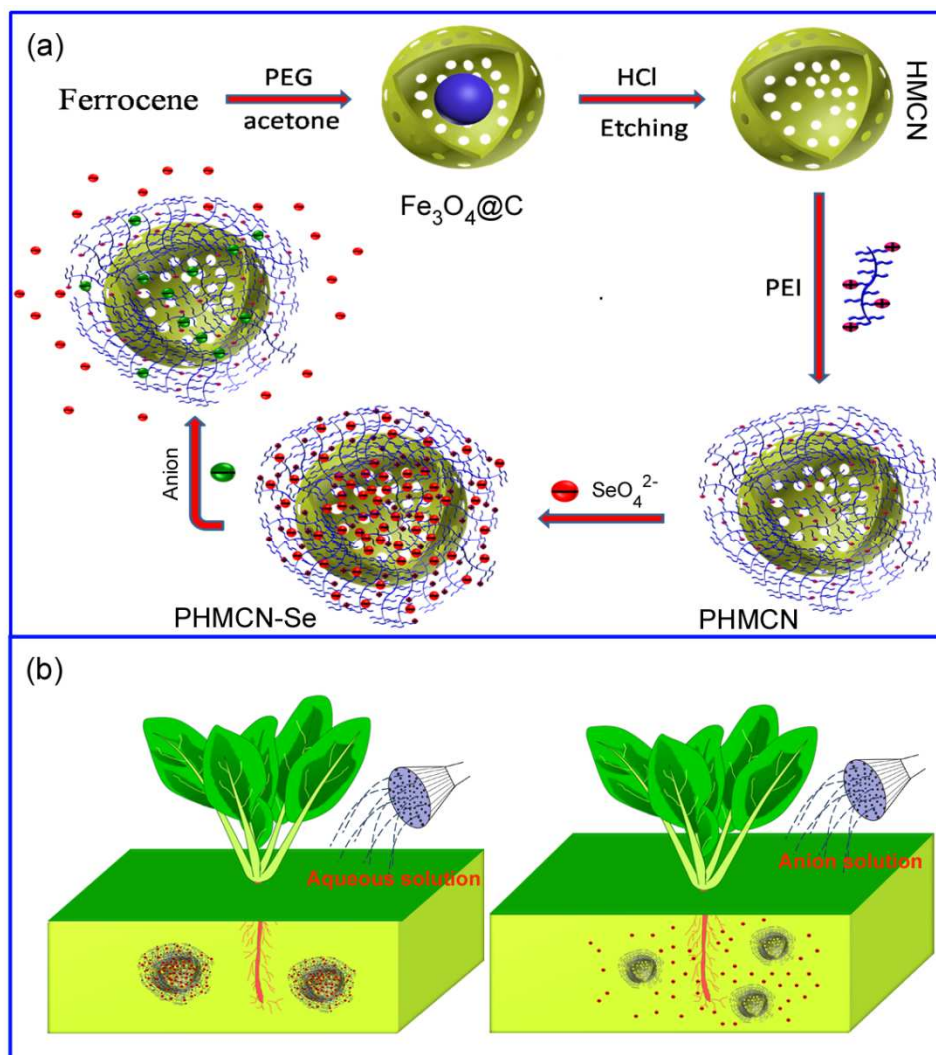 (a)
Ferrocene
PEG
acetone
Fe₃O₄@C
HCl
Etching
HMCN
PEI
PHMCN
SeO₄²⁻
PHMCN-Se
Anion
(b)
Aqueous solution
Anion solution